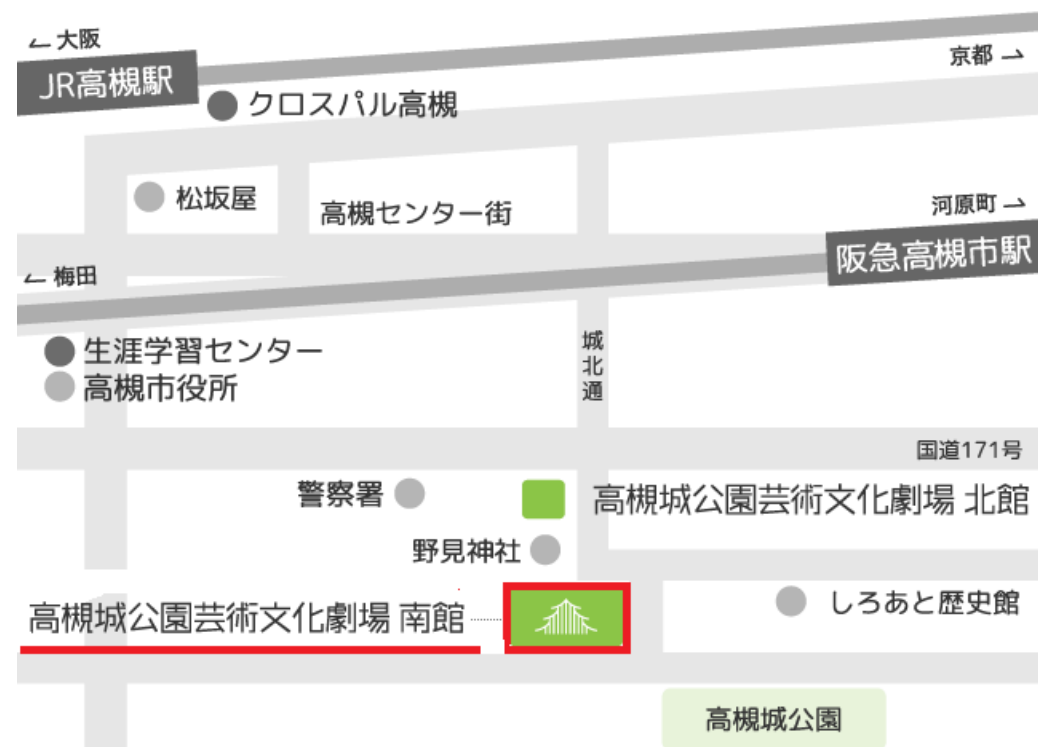 ←大阪
京都→
JR高槻駅
クロスパル高槻
松坂屋
高槻センター街
河原町→
阪急高槻市駅
←梅田
生涯学習センター
高槻市役所
城北通
国道171号
警察署
高槻城公園芸術文化劇場 北館
野見神社
高槻城公園芸術文化劇場 南館
しろあと歴史館
高槻城公園